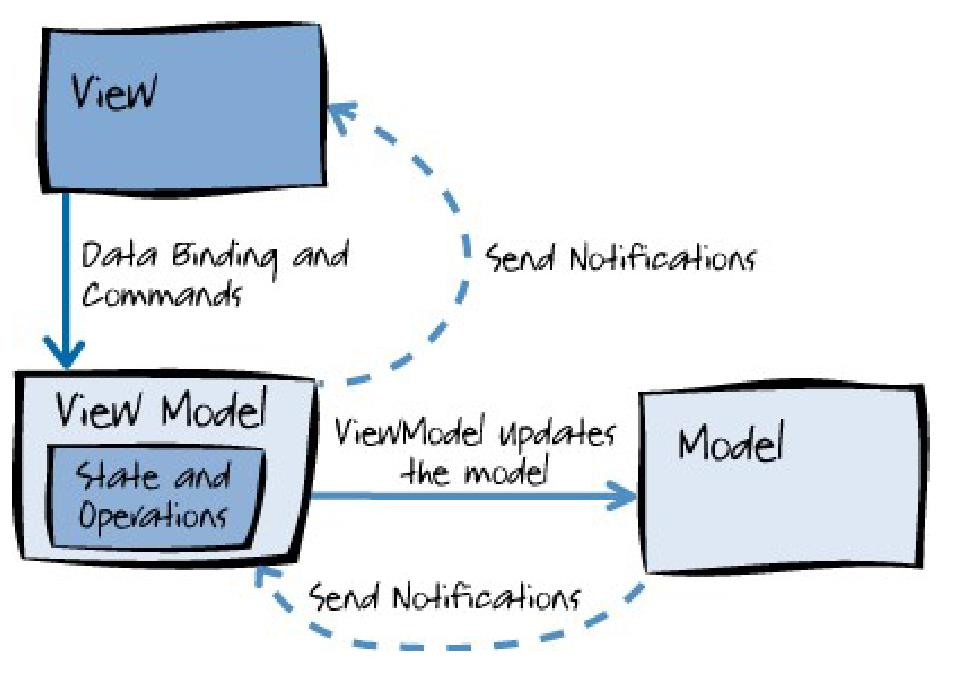 View
Data Binding and
Commands
Send Notifications
View Model
State and
Operations
ViewModel updates
the model
Model
Send Notifications